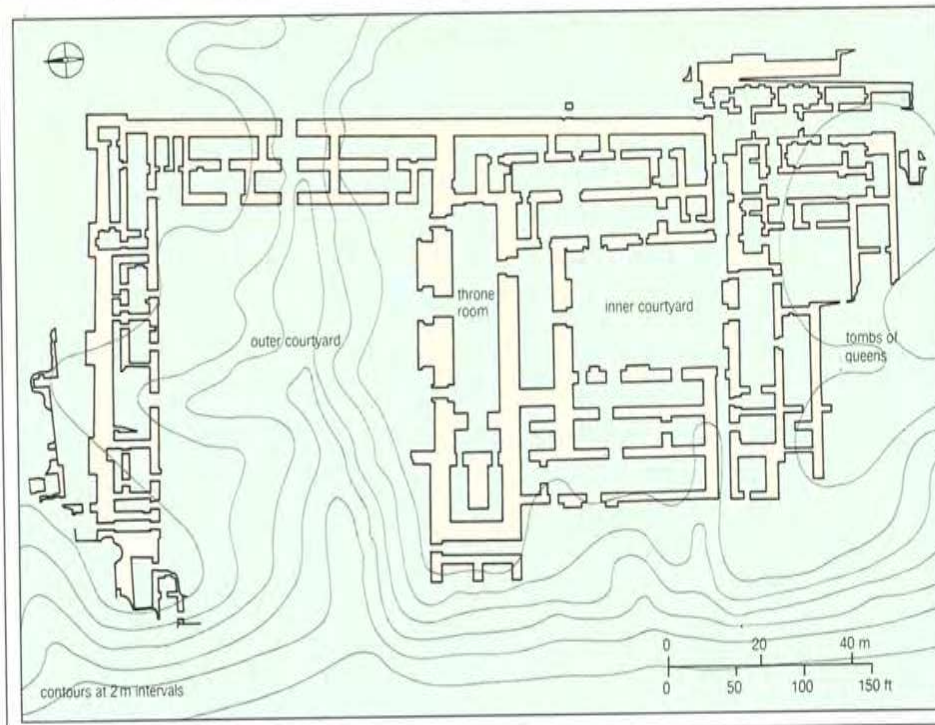 outer courtyard
throne
room
inner courtyard
tombs of
queens
0 20 40 m
0 50 100 150 ft
contours at 2 m intervals